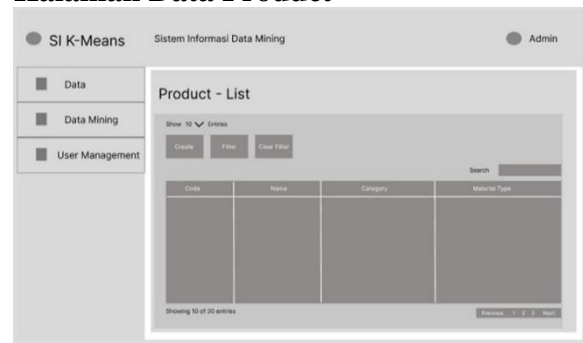 Halaman Data Product
SI K-Means
Sistem Informasi Data Mining
Admin
Data
Data Mining
User Management
Product - List
Show 10 Entries
Create
Filter
Clear Filter
Search
Code
Name
Category
Material Type
Showing 10 of 20 entries
Previous 1 2 3 Next